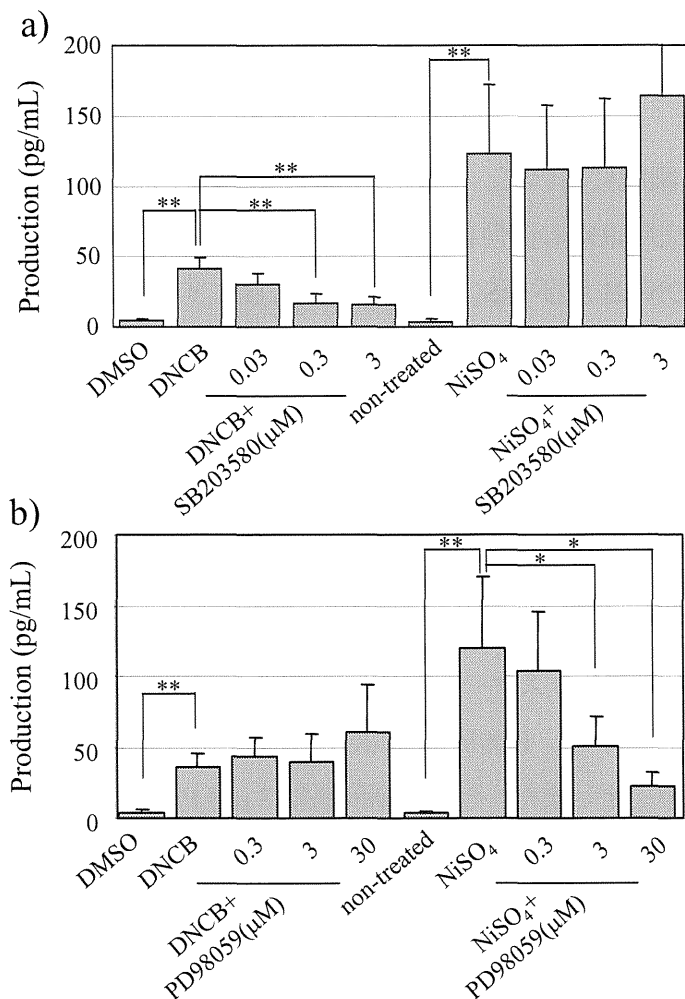 a)
Production (pg/mL)
200
150
100
50
0
**
**
**
**
DMSO
DNCB
0.03
0.3
3
non-treated
NiSO₄
0.03
0.3
3
DNCB+
SB203580(μM)
NiSO₄+
SB203580(μM)
b)
Production (pg/mL)
200
150
100
50
0
**
**
*
*
DMSO
DNCB
0.3
3
30
non-treated
NiSO₄
0.3
3
30
DNCB+
PD98059(μM)
NiSO₄+
PD98059(μM)